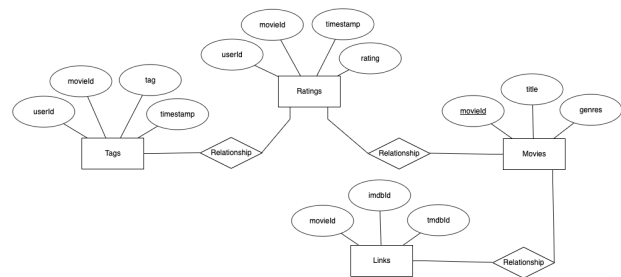 movieId
timestamp
userId
rating
Ratings
movieId
tag
userId
timestamp
Tags
Relationship
Relationship
title
movieId
genres
Movies
imdbId
movieId
tmdbId
Links
Relationship